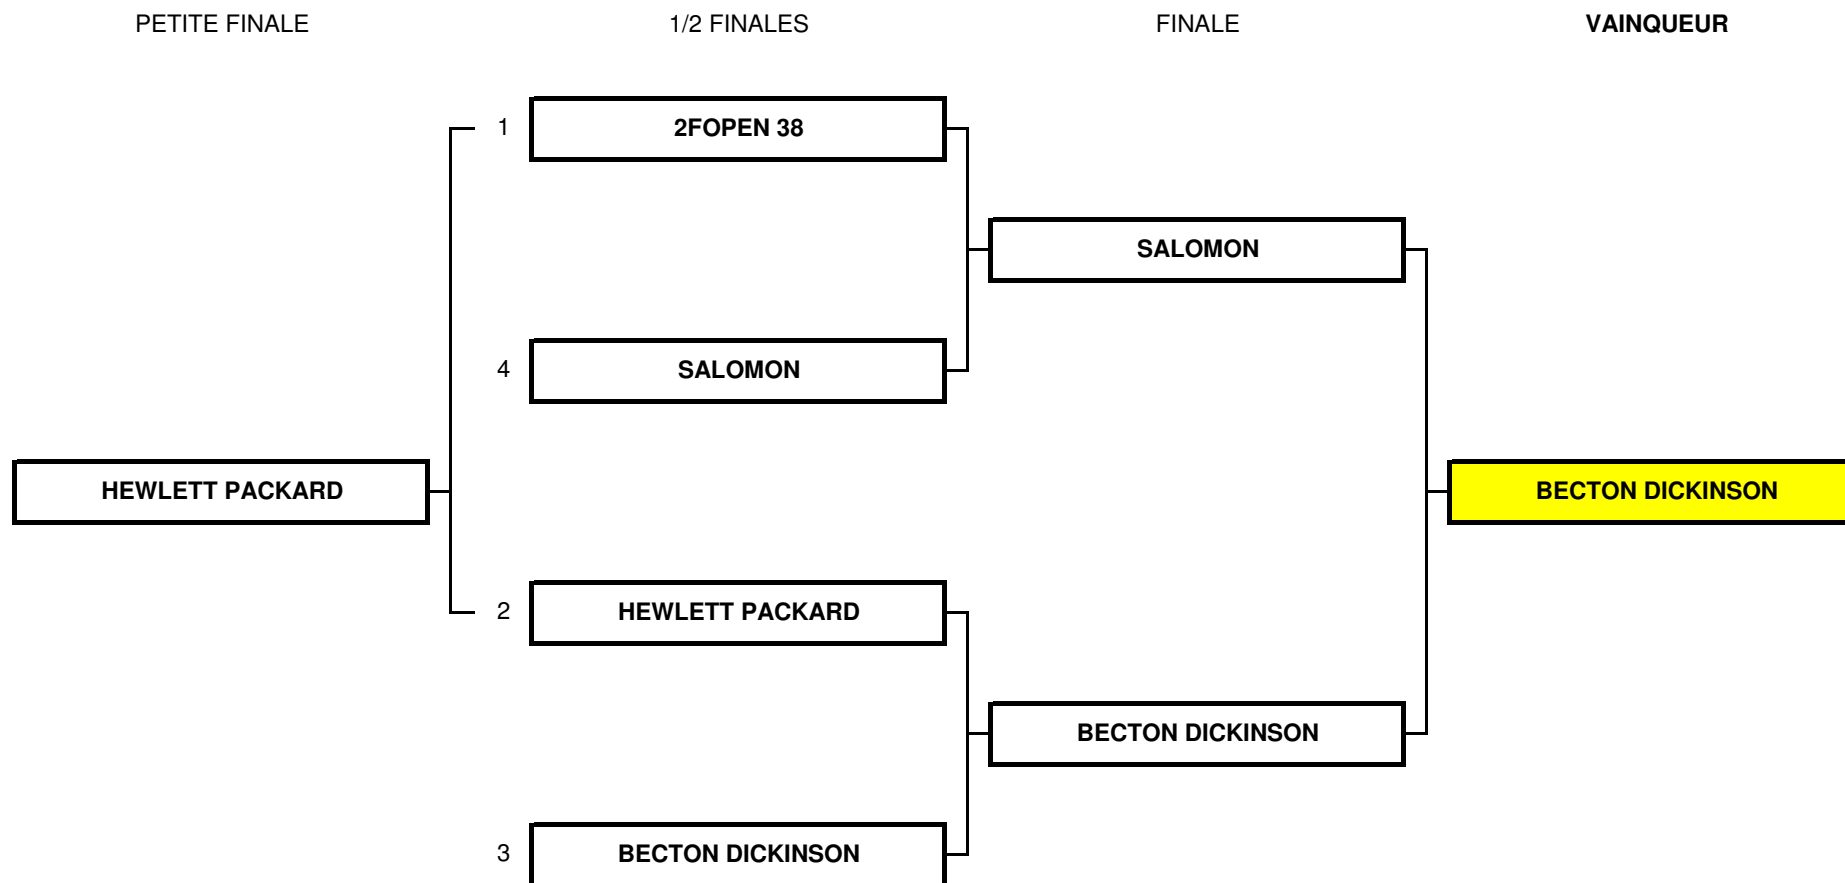 PETITE FINALE 1/2 FINALES FINALE VAINQUEUR
1 2FOPEN 38
SALOMON
4 SALOMON
HEWLETT PACKARD BECTON DICKINSON
2 HEWLETT PACKARD
BECTON DICKINSON
3 BECTON DICKINSON